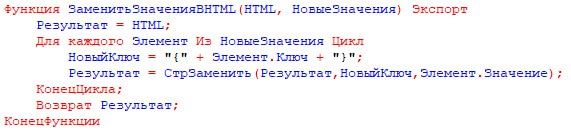 Функция ЗаменитьЗначенияВHTML(HTML, НовыеЗначения) Экспорт
    Результат = HTML;
    Для каждого Элемент Из НовыеЗначения Цикл
        НовыйКлюч = "{" + Элемент.Ключ + "}";
        Результат = СтрЗаменить(Результат,НовыйКлюч,Элемент.Значение);
    КонецЦикла;
    Возврат Результат;
КонецФункции